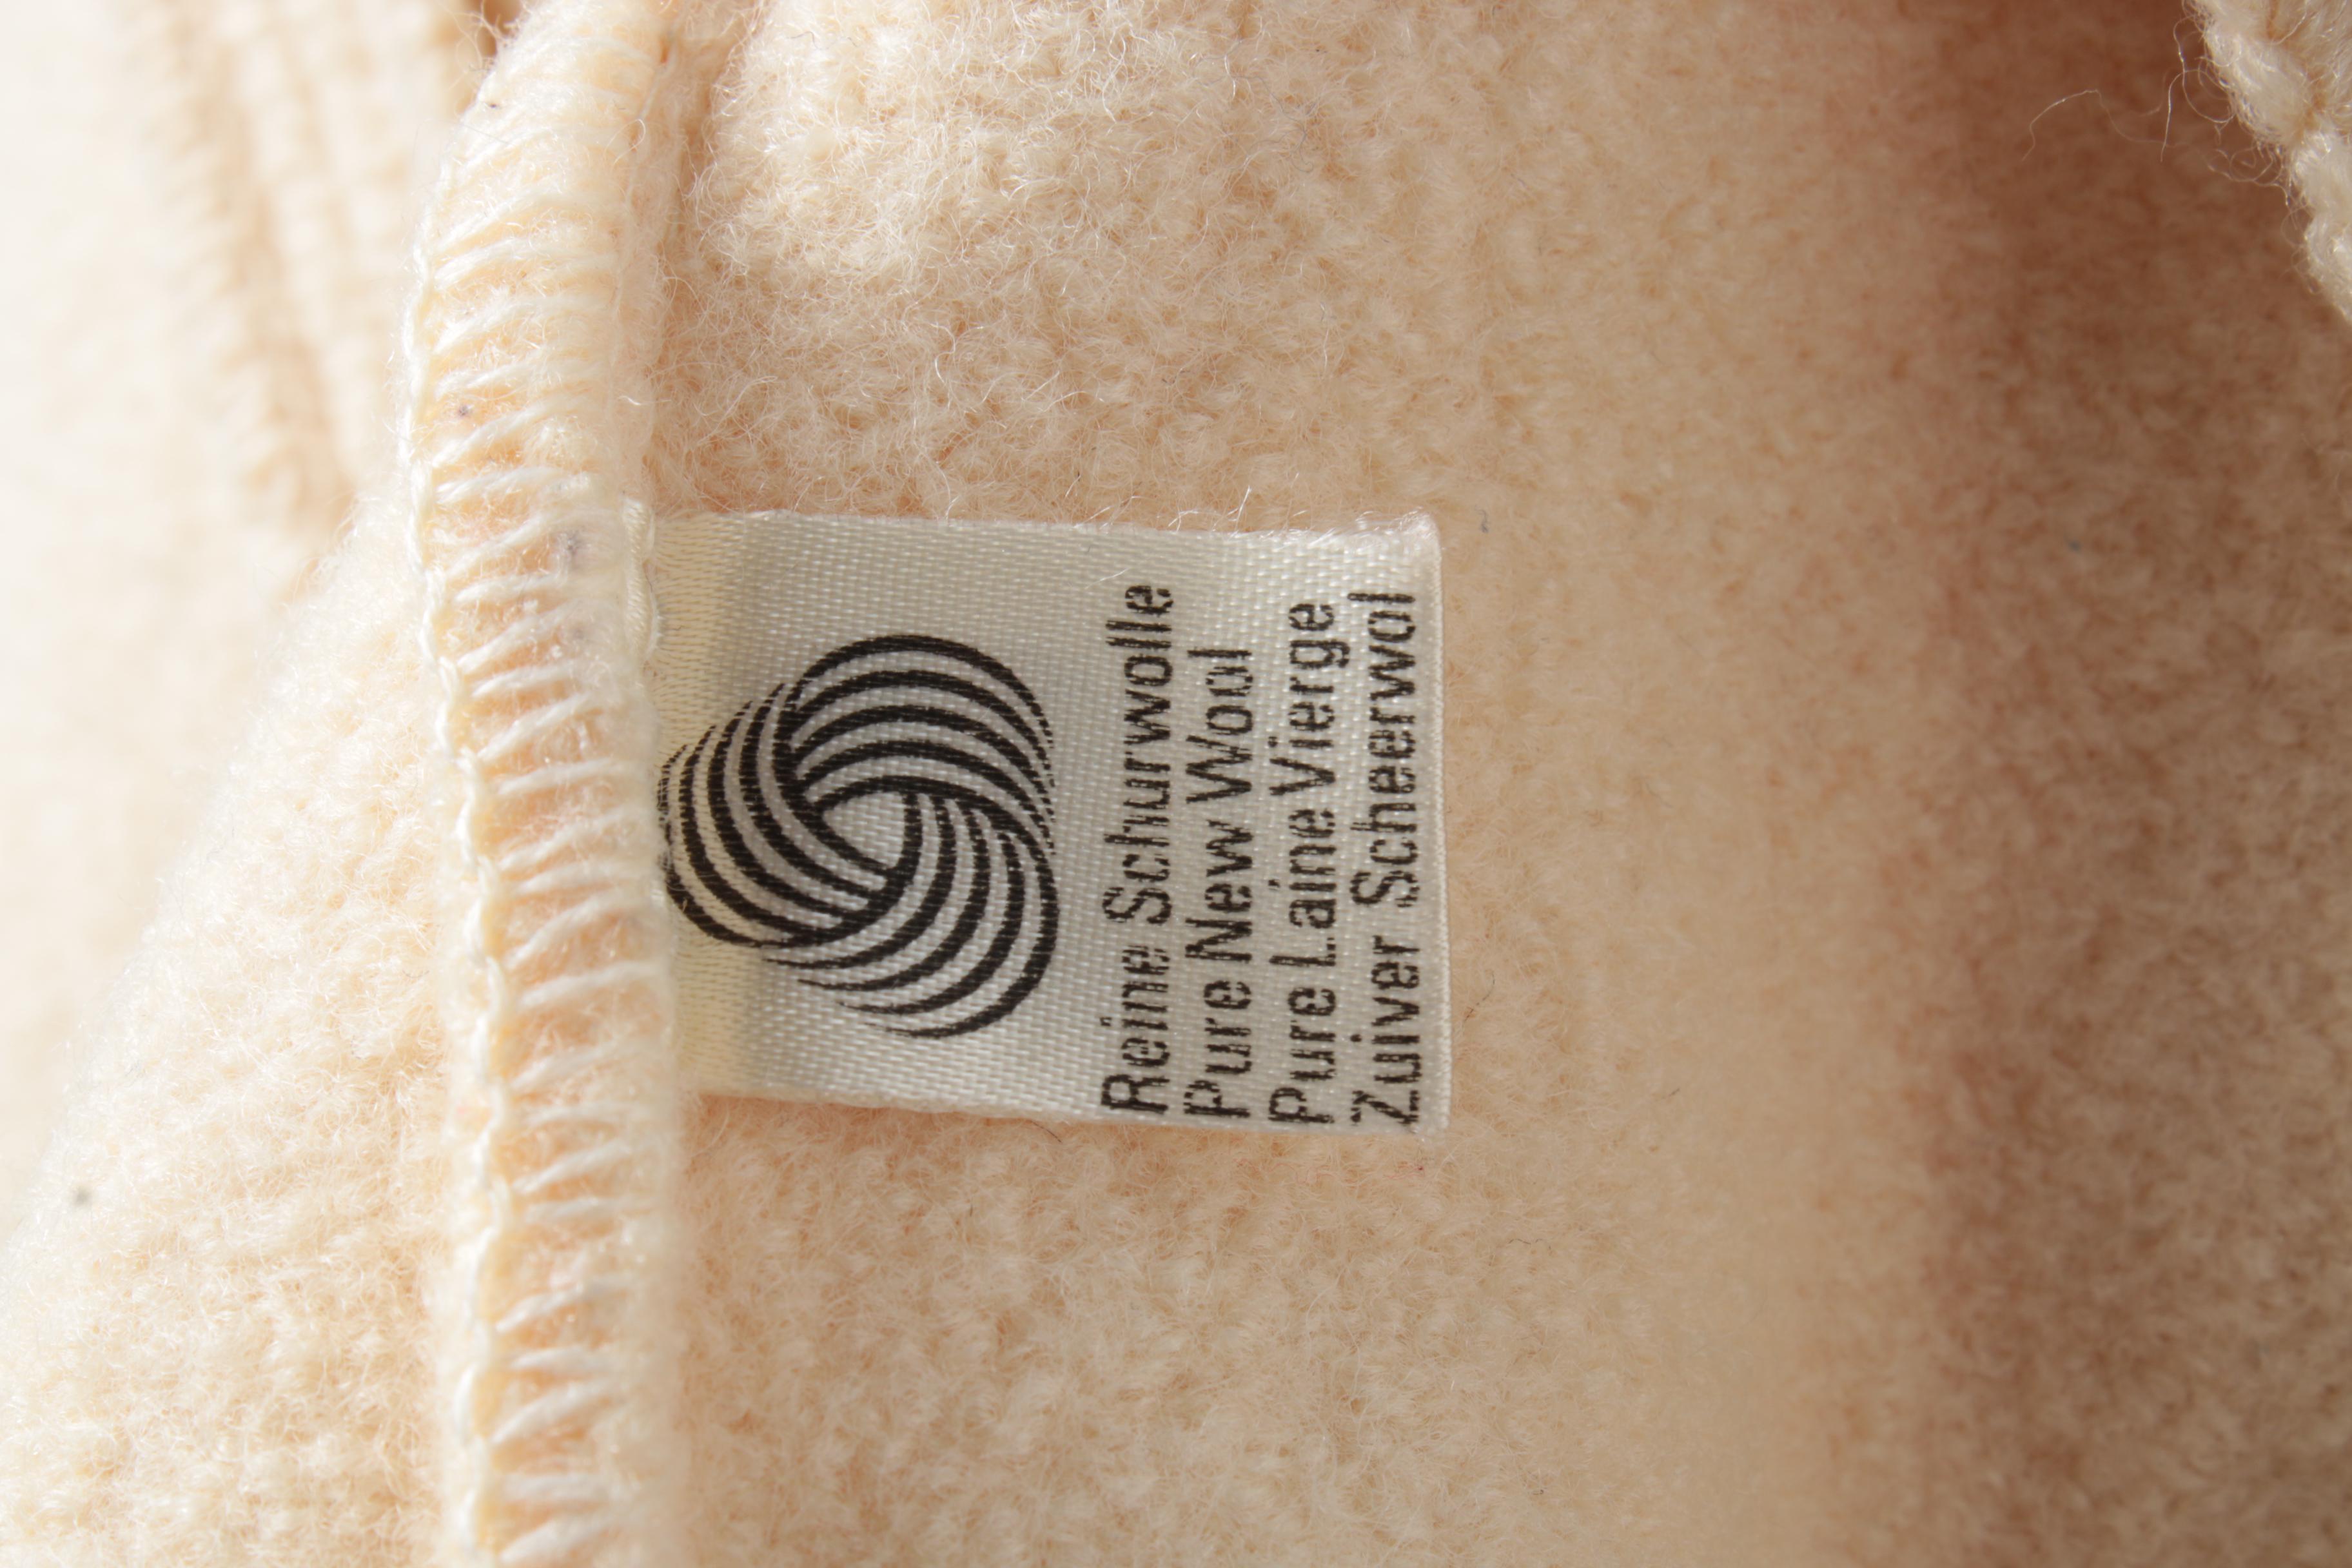 Reine Schurwolle
Pure New Wool
Pure Laine Vierge
Zuiver Scheerwol